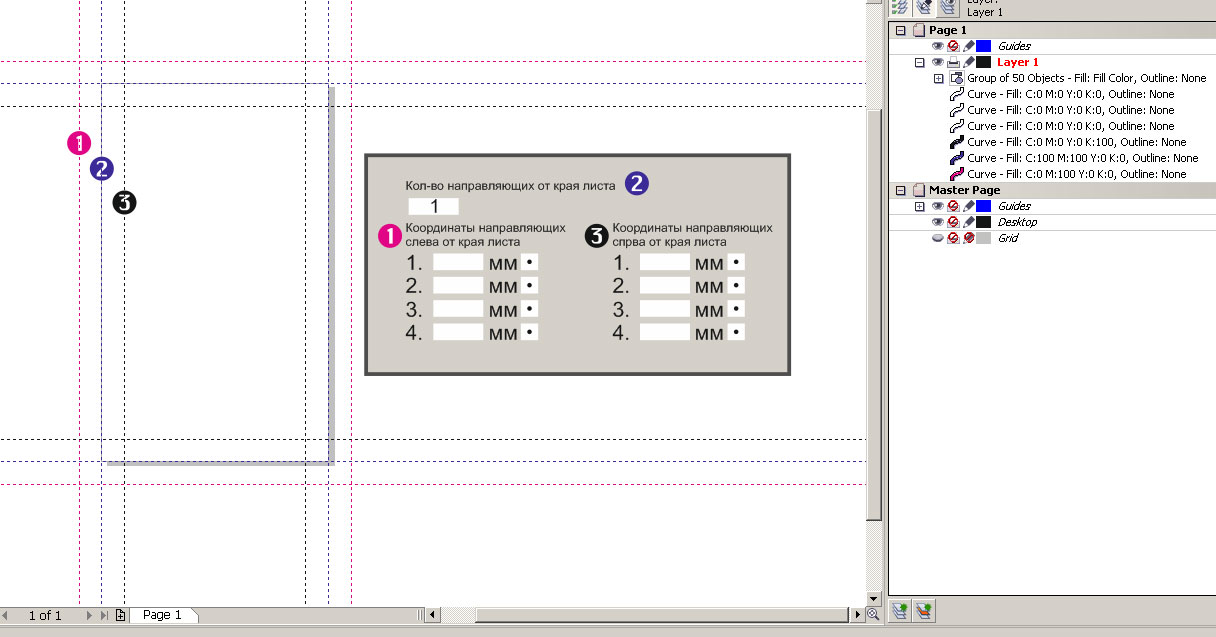 Layer:
Layer 1
Page 1
Guides
Layer 1
Group of 50 Objects - Fill: Fill Color, Outline: None
Curve - Fill: C:0 M:0 Y:0 K:0, Outline: None
Curve - Fill: C:0 M:0 Y:0 K:0, Outline: None
Curve - Fill: C:0 M:0 Y:0 K:0, Outline: None
Curve - Fill: C:0 M:0 Y:0 K:100, Outline: None
Curve - Fill: C:100 M:100 Y:0 K:0, Outline: None
Curve - Fill: C:0 M:100 Y:0 K:0, Outline: None
Master Page
Guides
Desktop
Grid
1
2
3
Кол-во направляющих от края листа 2
1
1 Координаты направляющих
слева от края листа
1. мм •
2. мм •
3. мм •
4. мм •
3 Координаты направляющих
спрва от края листа
1. мм •
2. мм •
3. мм •
4. мм •
1 of 1 Page 1